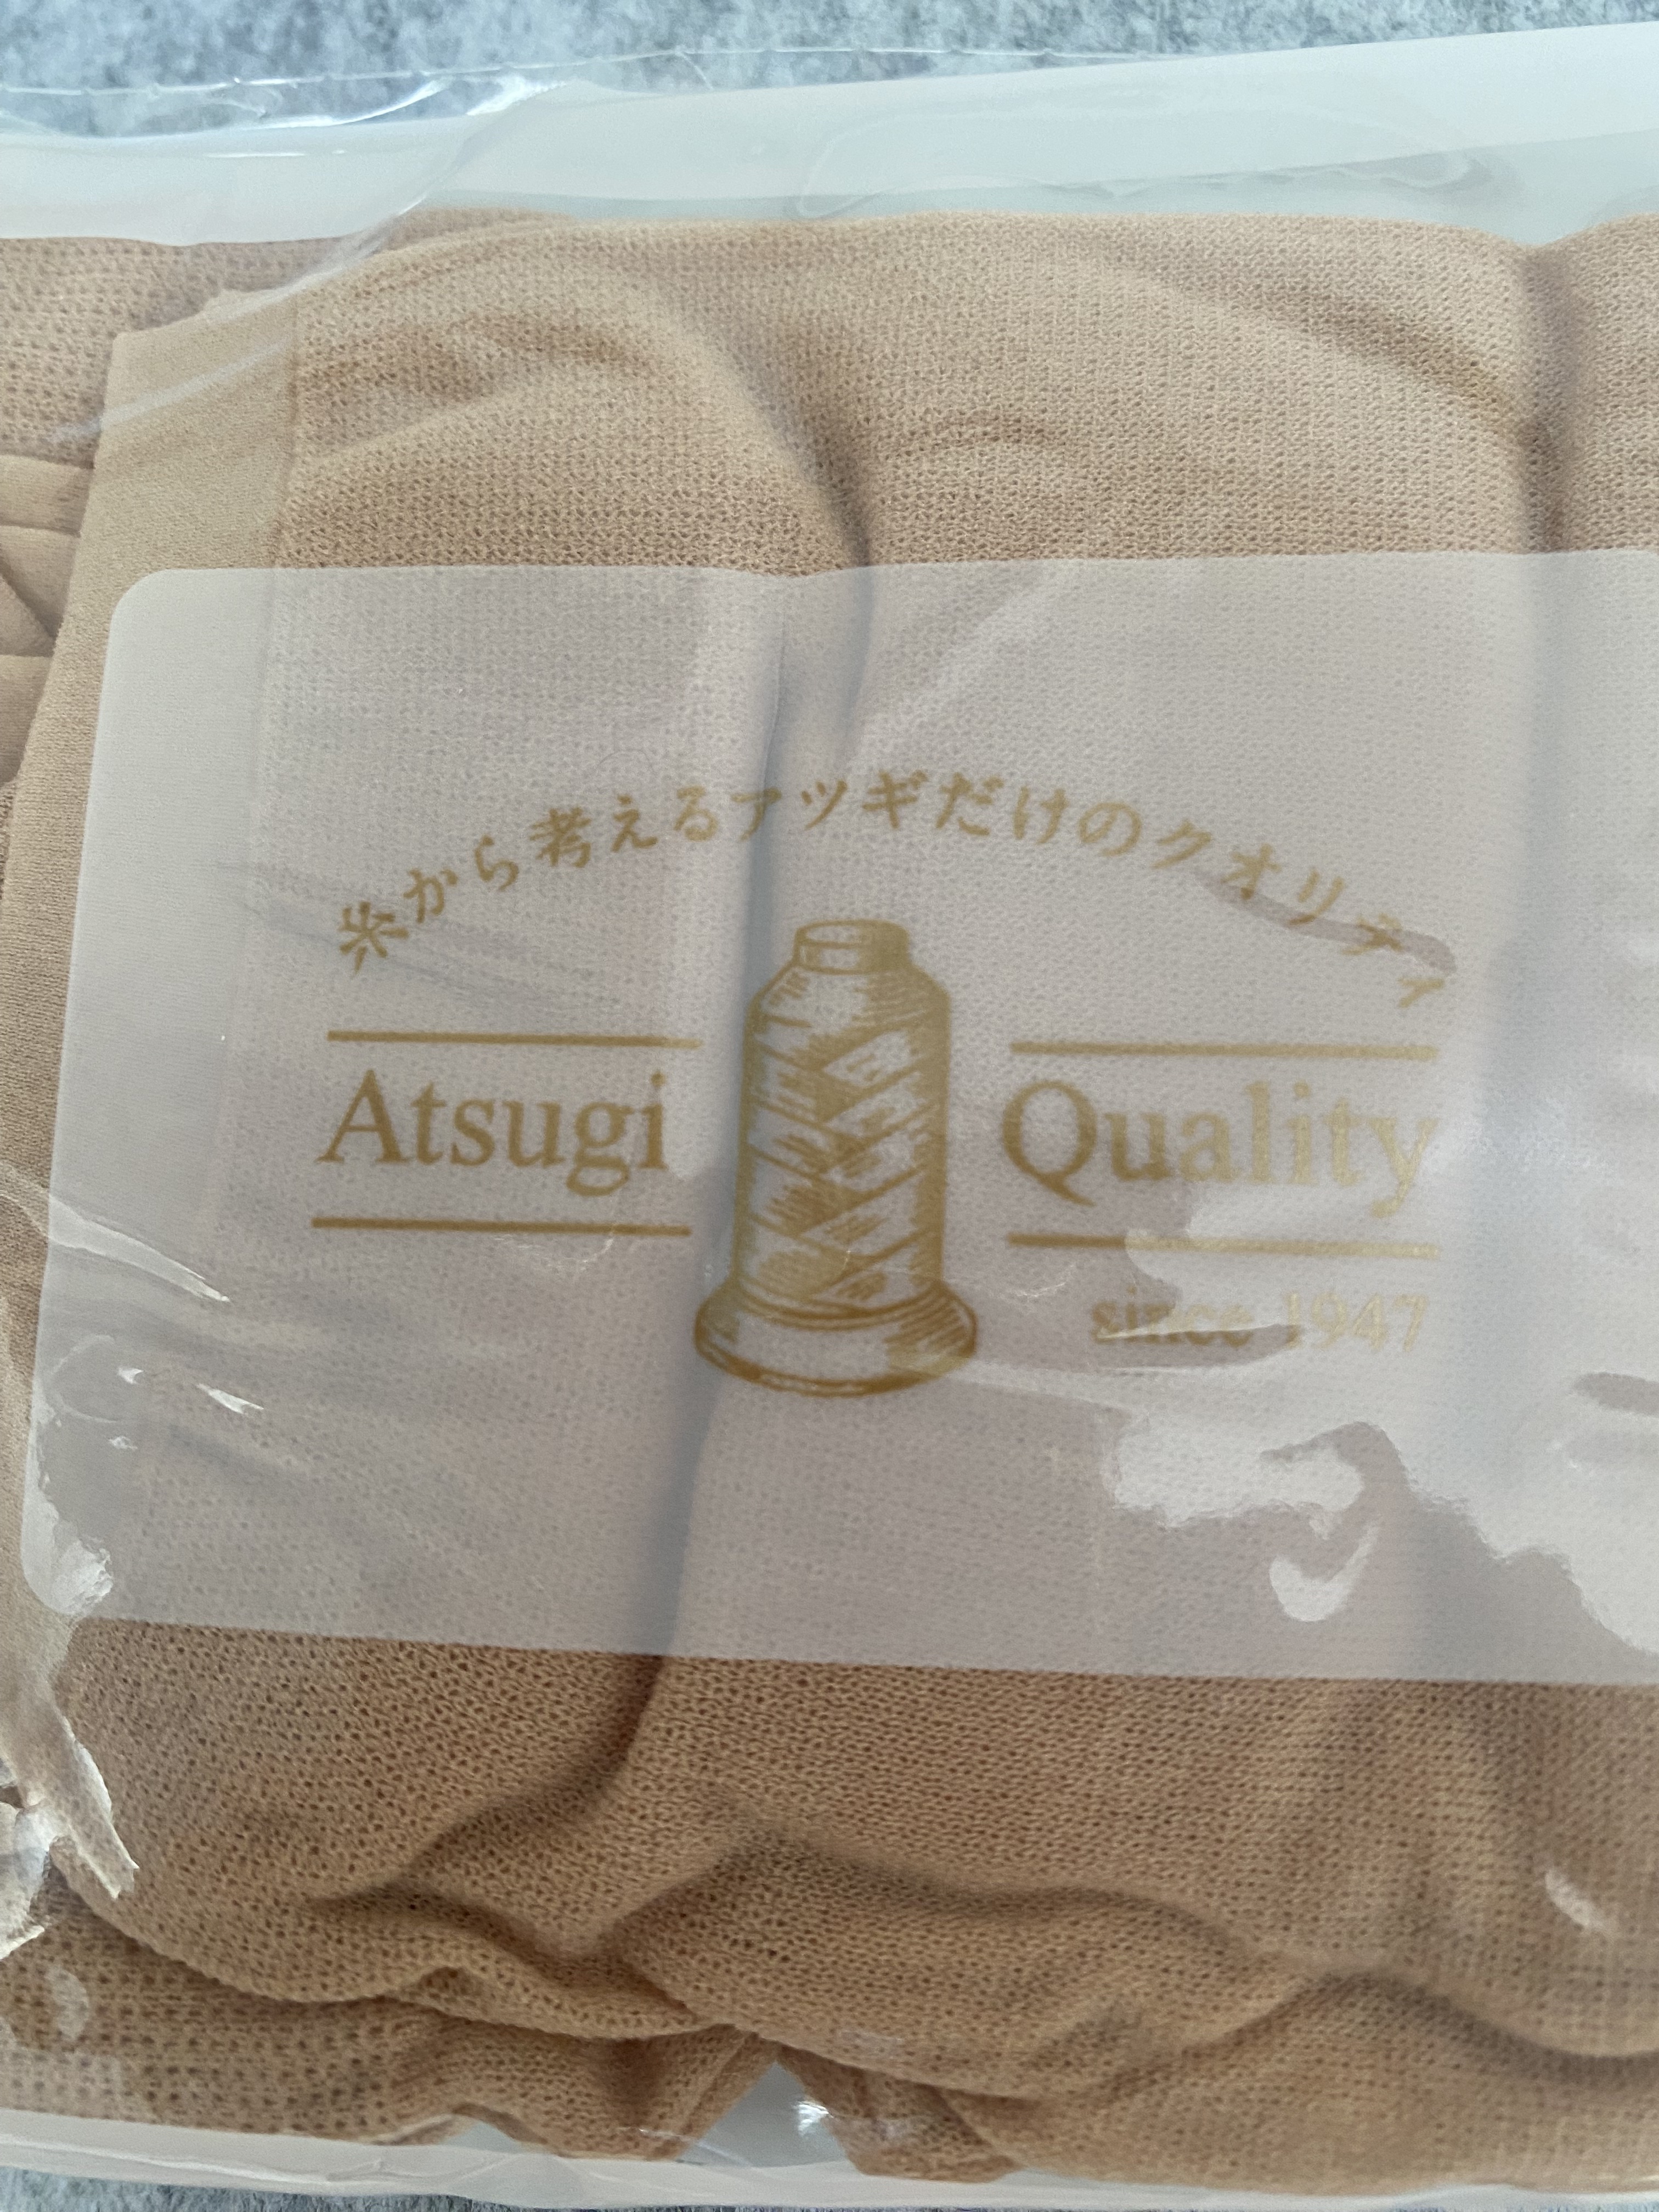 糸から考えるアツギだけのクオリティ
Atsugi Quality
since 1947